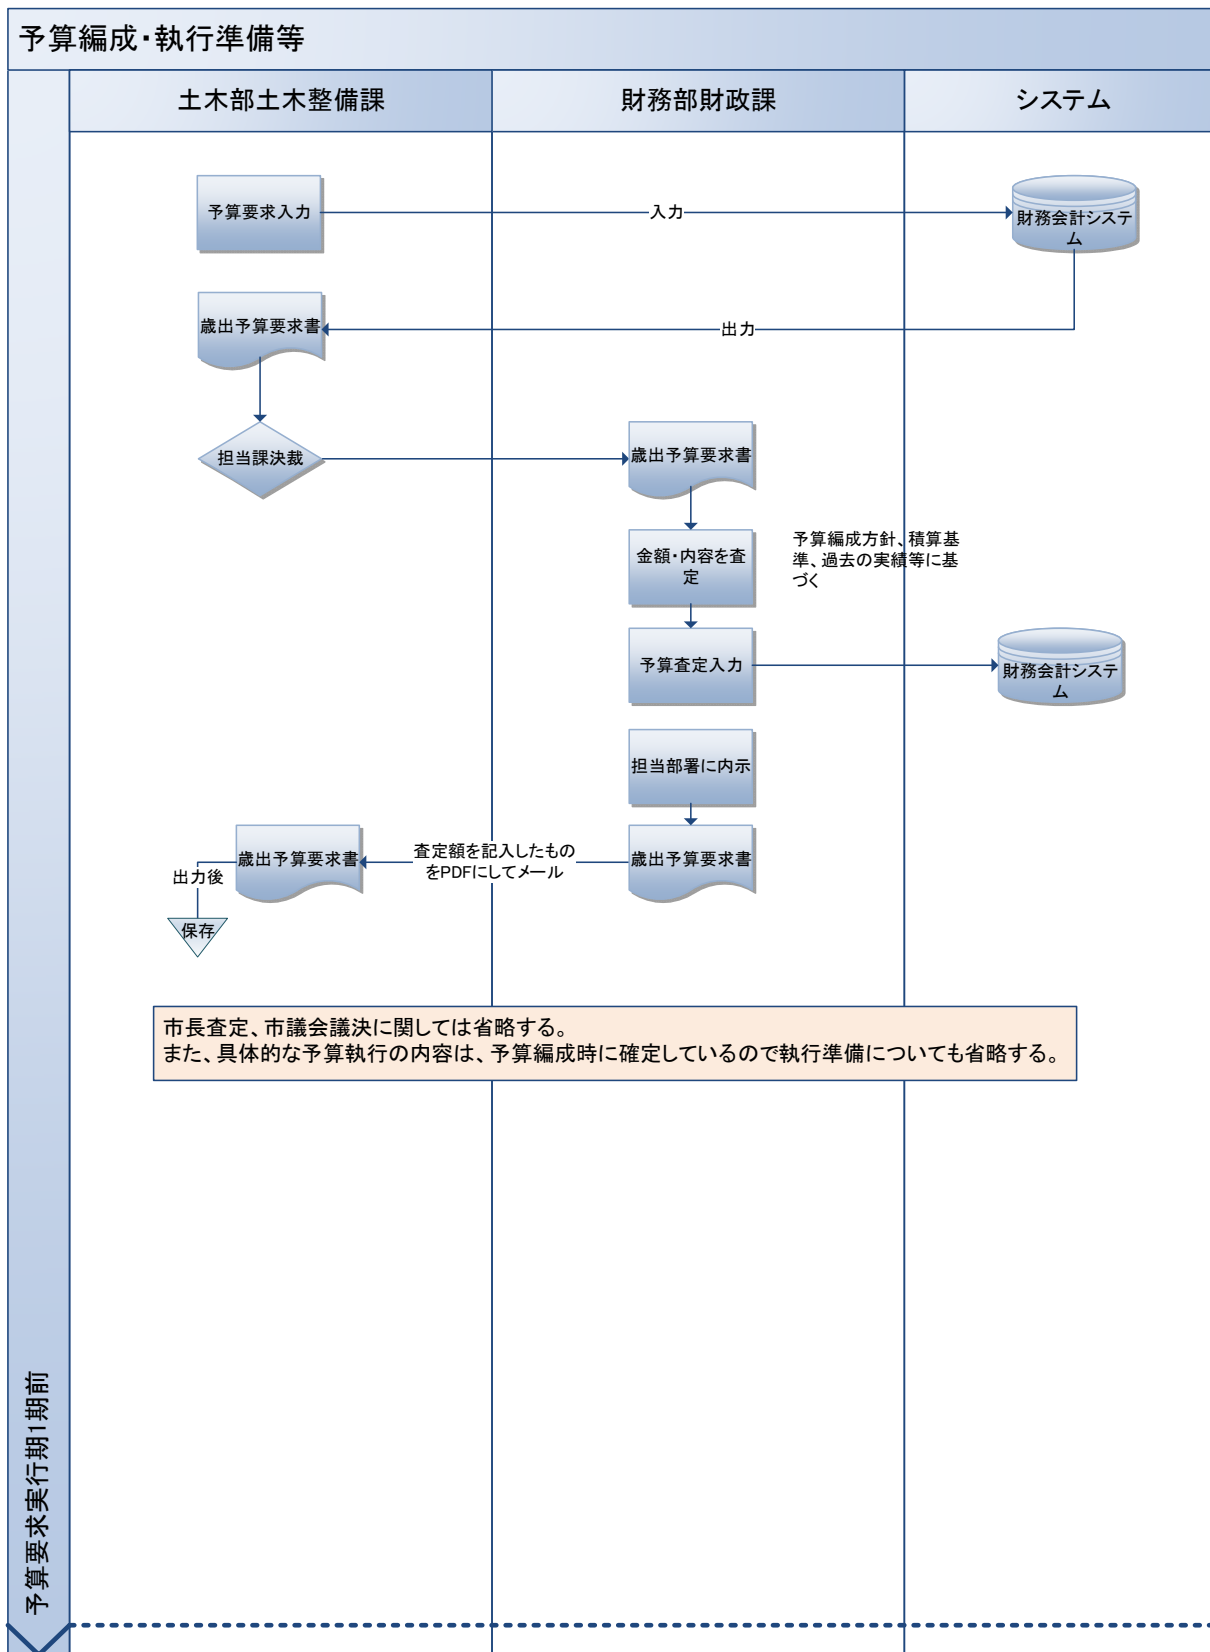 予算編成・執行準備等
土木部土木整備課
財務部財政課
システム
予算要求入力
入力
財務会計システ
ム
歳出予算要求書
出力
担当課決裁
歳出予算要求書
金額・内容を査
定
予算編成方針、積算基
準、過去の実績等に基
づく
予算査定入力
財務会計システ
ム
担当部署に内示
歳出予算要求書
査定額を記入したもの
をPDFにしてメール
歳出予算要求書
出力後
保存
市長査定、市議会議決に関しては省略する。
また、具体的な予算執行の内容は、予算編成時に確定しているので執行準備についても省略する。
予算要求実行期1期前